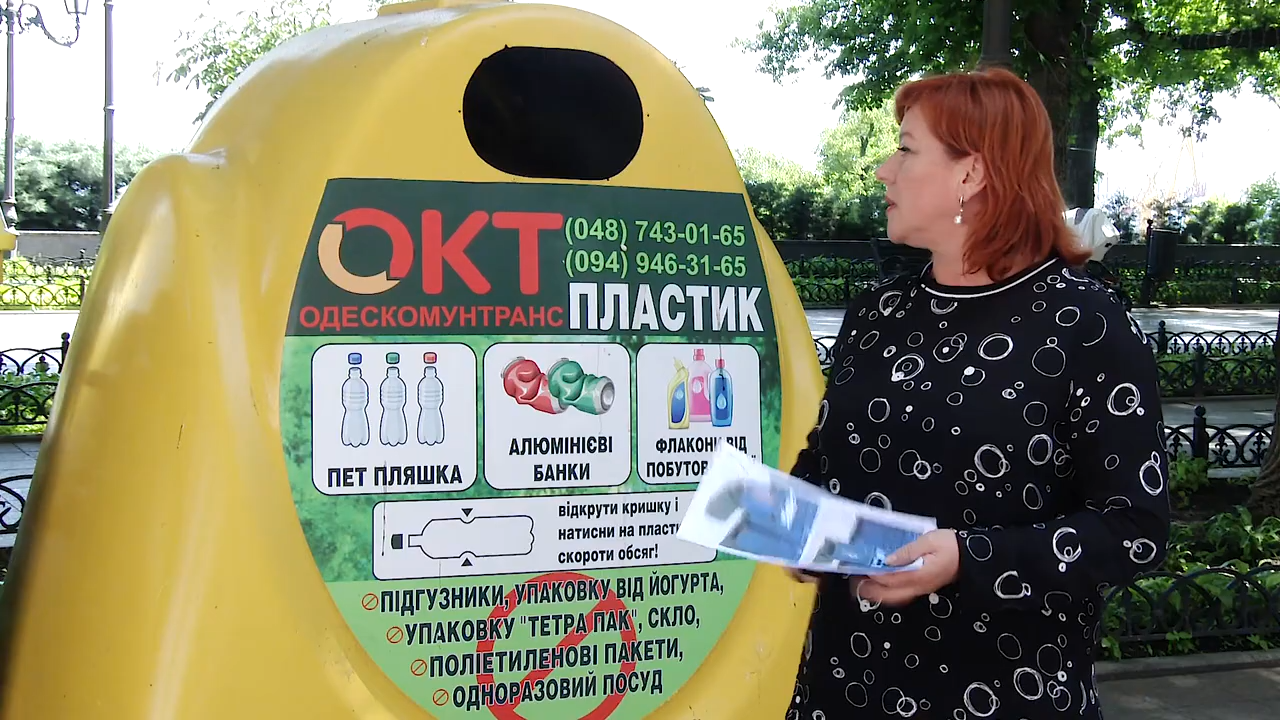 ОКТ
(048) 743-01-65
(094) 946-31-65
ОДЕСКОМУНТРАНС
ПЛАСТИК
ПЕТ ПЛЯШКА
АЛЮМІНІЄВІ
БАНКИ
ФЛАКОНИ ВІД
відкрути кришку і
натисни на
скороти обсяг!
ПІДГУЗНИКИ, УПАКОВКУ ВІД ЙОГУРТА,
УПАКОВКУ "ТЕТРА ПАК", СКЛО,
ПОЛІЕТИЛЕНОВІ ПАКЕТИ,
ОДНОРАЗОВИЙ ПОСУД